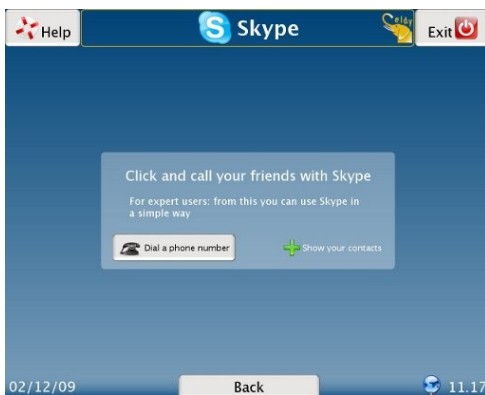 Help
Skype
Eldy
Exit
Click and call your friends with Skype
For expert users: from this you can use Skype in
a simple way
Dial a phone number
Show your contacts
02/12/09
Back
11.17